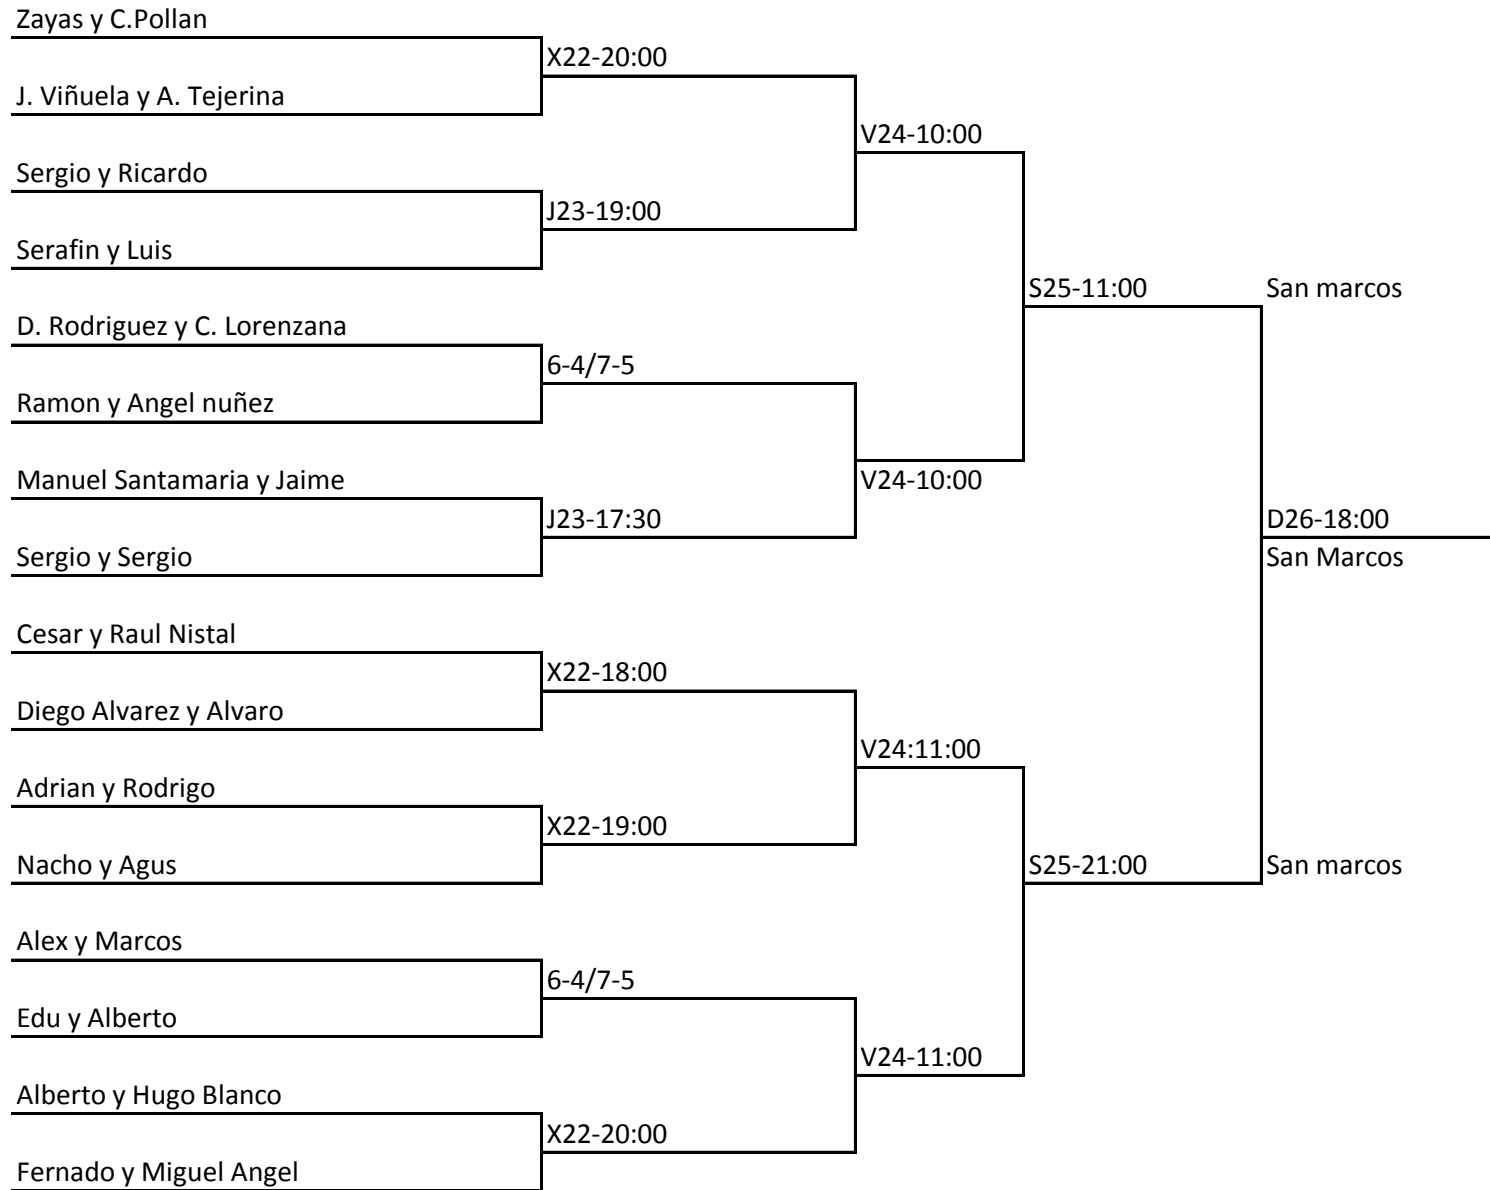 Zayas y C.Pollan
X22-20:00
J. Viñuela y A. Tejerina
V24-10:00
Sergio y Ricardo
J23-19:00
Serafin y Luis
S25-11:00
San marcos
D. Rodriguez y C. Lorenzana
6-4/7-5
Ramon y Angel nuñez
Manuel Santamaria y Jaime
V24-10:00
J23-17:30
D26-18:00
Sergio y Sergio
San Marcos
Cesar y Raul Nistal
X22-18:00
Diego Alvarez y Alvaro
V24:11:00
Adrian y Rodrigo
X22-19:00
Nacho y Agus
S25-21:00
San marcos
Alex y Marcos
6-4/7-5
Edu y Alberto
V24-11:00
Alberto y Hugo Blanco
X22-20:00
Fernado y Miguel Angel